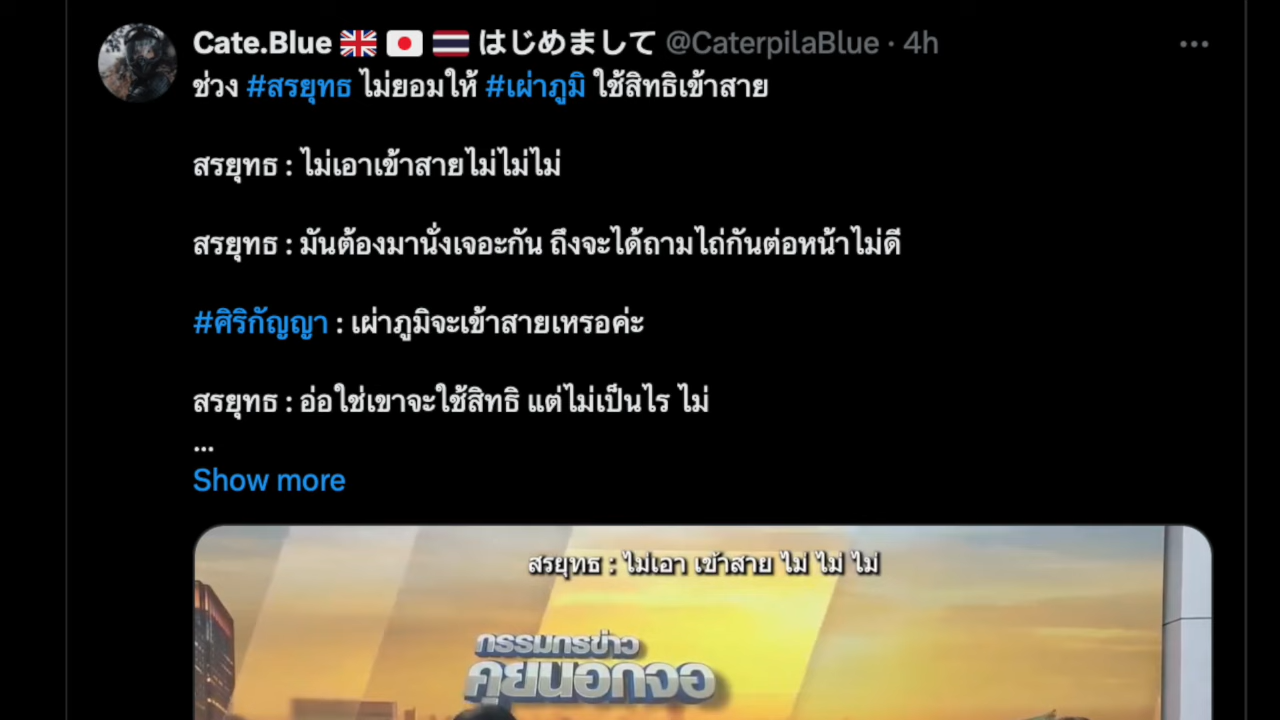 Cate.Blue 🇬🇧 🇯🇵 🇹🇭 はじめまして @CaterpilaBlue · 4h
ช่วง #สรยุทธ ไม่ยอมให้ #เผ่าภูมิ ใช้สิทธิเข้าสาย
สรยุทธ : ไม่เอาเข้าสายไม่ไม่ไม่
สรยุทธ : มันต้องมานั่งเจอะกัน ถึงจะได้ถามไถ่กันต่อหน้าไม่ดี
#ศิริกัญญา : เผ่าภูมิจะเข้าสายเหรอค่ะ
สรยุทธ : อ่อใช่เขาจะใช้สิทธิ แต่ไม่เป็นไร ไม่
...
Show more
สรยุทธ : ไม่เอา เข้าสาย ไม่ ไม่ ไม่
กรรมกรข่าว
คุยนอกจอ